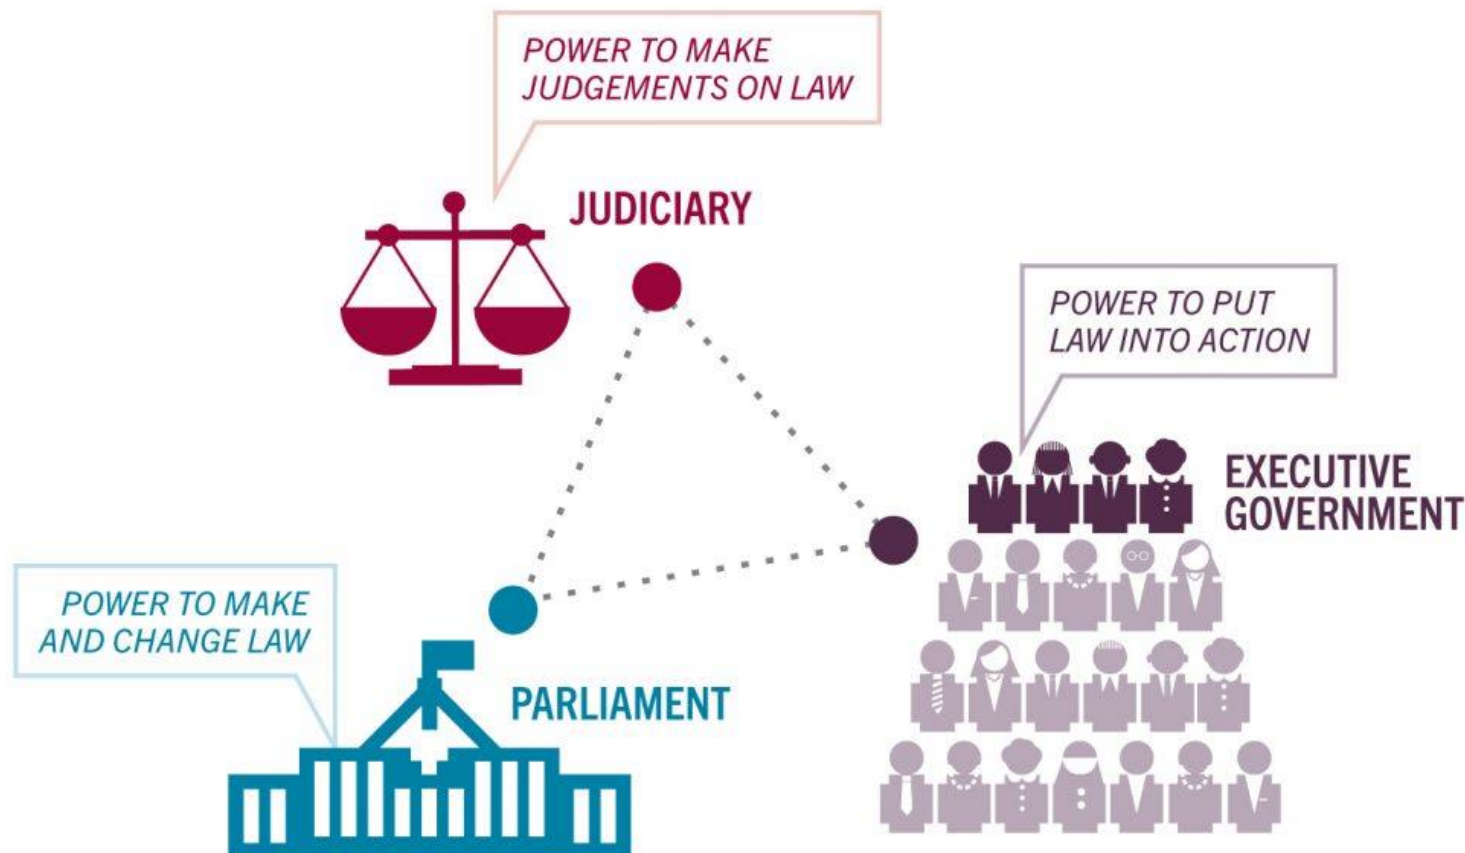 POWER TO MAKE
JUDGEMENTS ON LAW
JUDICIARY
POWER TO PUT
LAW INTO ACTION
EXECUTIVE
GOVERNMENT
POWER TO MAKE
AND CHANGE LAW
PARLIAMENT